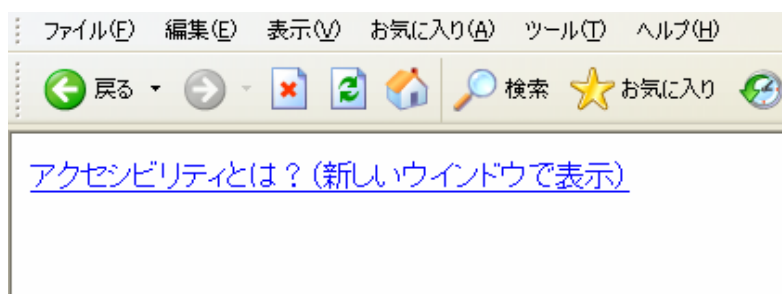 ファイル(F) 編集(E) 表示(V) お気に入り(A) ツール(T) ヘルプ(H)
戻る 検索 お気に入り
アクセシビリティとは？(新しいウインドウで表示)